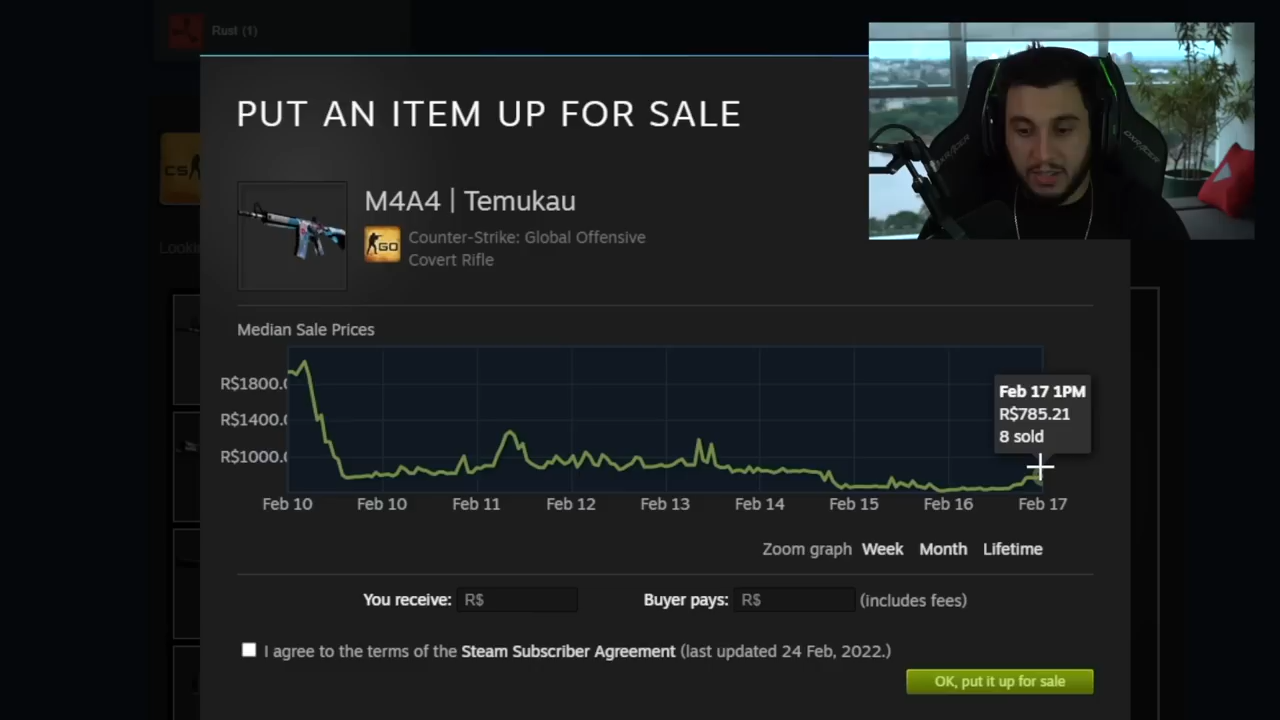 Rust (1)
PUT AN ITEM UP FOR SALE
M4A4 | Temukau
GO
Counter-Strike: Global Offensive
Covert Rifle
CS
Looki
Median Sale Prices
R$1800.0
R$1400.0
R$1000.0
Feb 17 1PM
R$785.21
8 sold
Feb 10 Feb 10 Feb 11 Feb 12 Feb 13 Feb 14 Feb 15 Feb 16 Feb 17
Zoom graph Week Month Lifetime
You receive: R$ Buyer pays: R$ (includes fees)
I agree to the terms of the Steam Subscriber Agreement (last updated 24 Feb, 2022.)
OK, put it up for sale